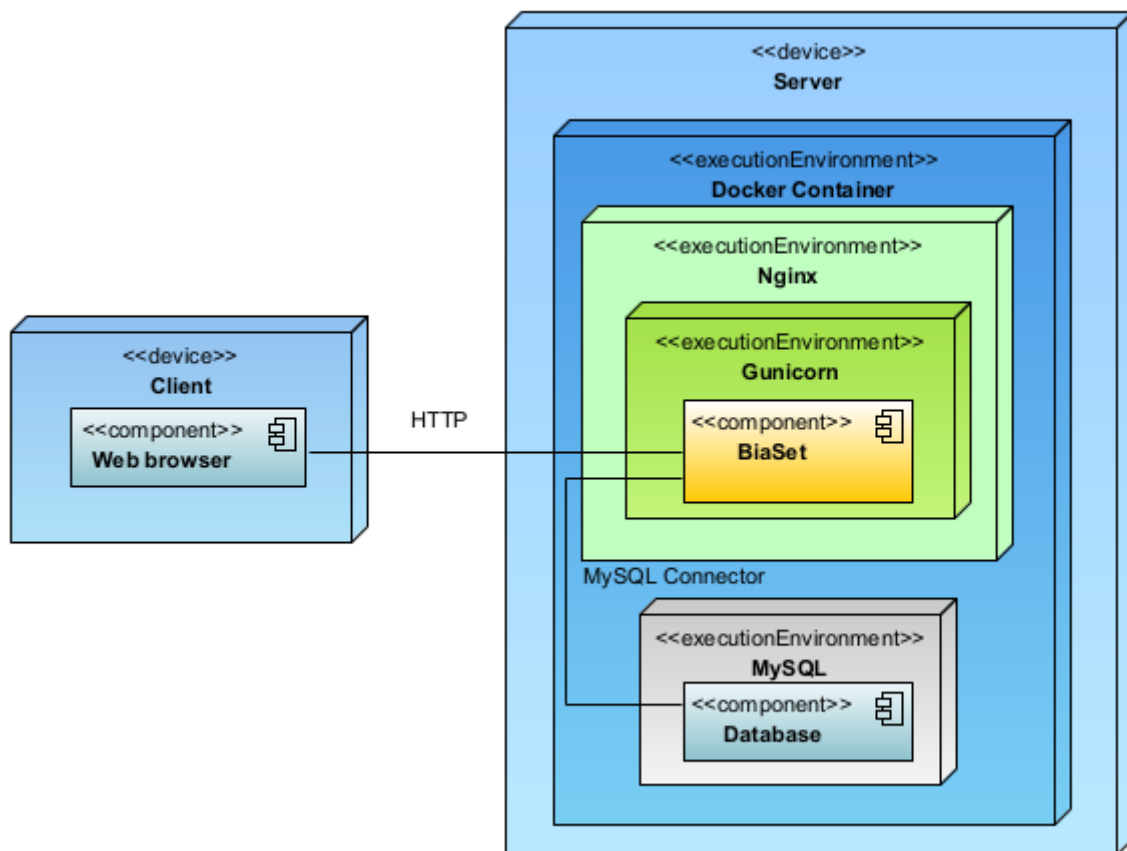 <<device>>
Server
<<executionEnvironment>>
Docker Container
<<executionEnvironment>>
Nginx
<<executionEnvironment>>
Gunicorn
<<component>>
BiaSet
<<device>>
Client
<<component>>
Web browser
HTTP
MySQL Connector
<<executionEnvironment>>
MySQL
<<component>>
Database